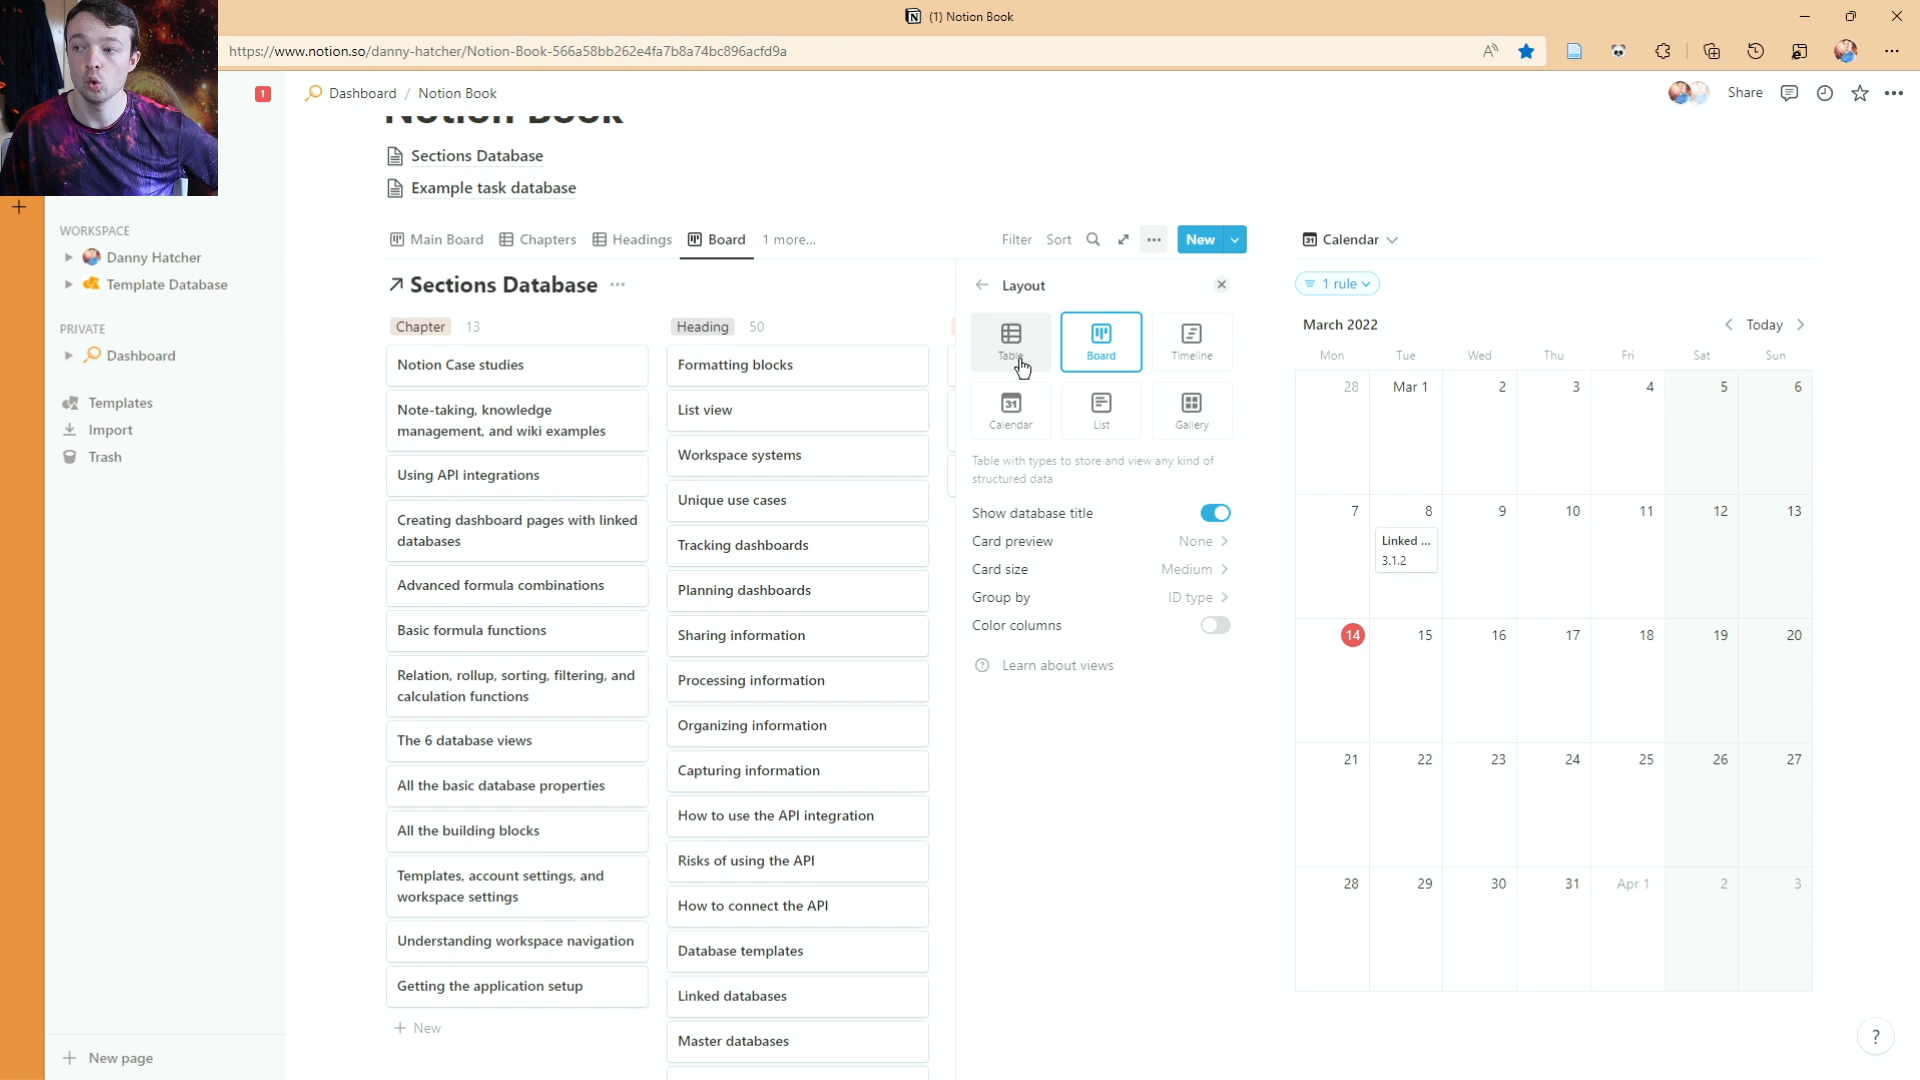 (1) Notion Book
https://www.notion.so/danny-hatcher/Notion-Book-566a58bb262e4fa7b8a74bc896acfd9a
1
Dashboard / Notion Book
Share
Notion Book
Sections Database
Example task database
WORKSPACE
Danny Hatcher
Template Database
PRIVATE
Dashboard
Templates
Import
Trash
New page
Main Board
Chapters
Headings
Board
1 more...
Filter
Sort
New
Sections Database
Chapter 13
Notion Case studies
Note-taking, knowledge
management, and wiki examples
Using API integrations
Creating dashboard pages with linked
databases
Advanced formula combinations
Basic formula functions
Relation, rollup, sorting, filtering, and
calculation functions
The 6 database views
All the basic database properties
All the building blocks
Templates, account settings, and
workspace settings
Understanding workspace navigation
Getting the application setup
+ New
Heading 50
Formatting blocks
List view
Workspace systems
Unique use cases
Tracking dashboards
Planning dashboards
Sharing information
Processing information
Organizing information
Capturing information
How to use the API integration
Risks of using the API
How to connect the API
Database templates
Linked databases
Master databases
Layout
Table
Board
Timeline
31
Calendar
List
Gallery
Table with types to store and view any kind of
structured data
Show database title
Card preview None
Card size Medium
Group by ID type
Color columns
Learn about views
31 Calendar
1 rule
March 2022
Today
Mon Tue Wed Thu Fri Sat Sun
28 Mar 1 2 3 4 5 6
7 8 9 10 11 12 13
Linked ...
3.1.2
14 15 16 17 18 19 20
21 22 23 24 25 26 27
28 29 30 31 Apr 1 2 3
?